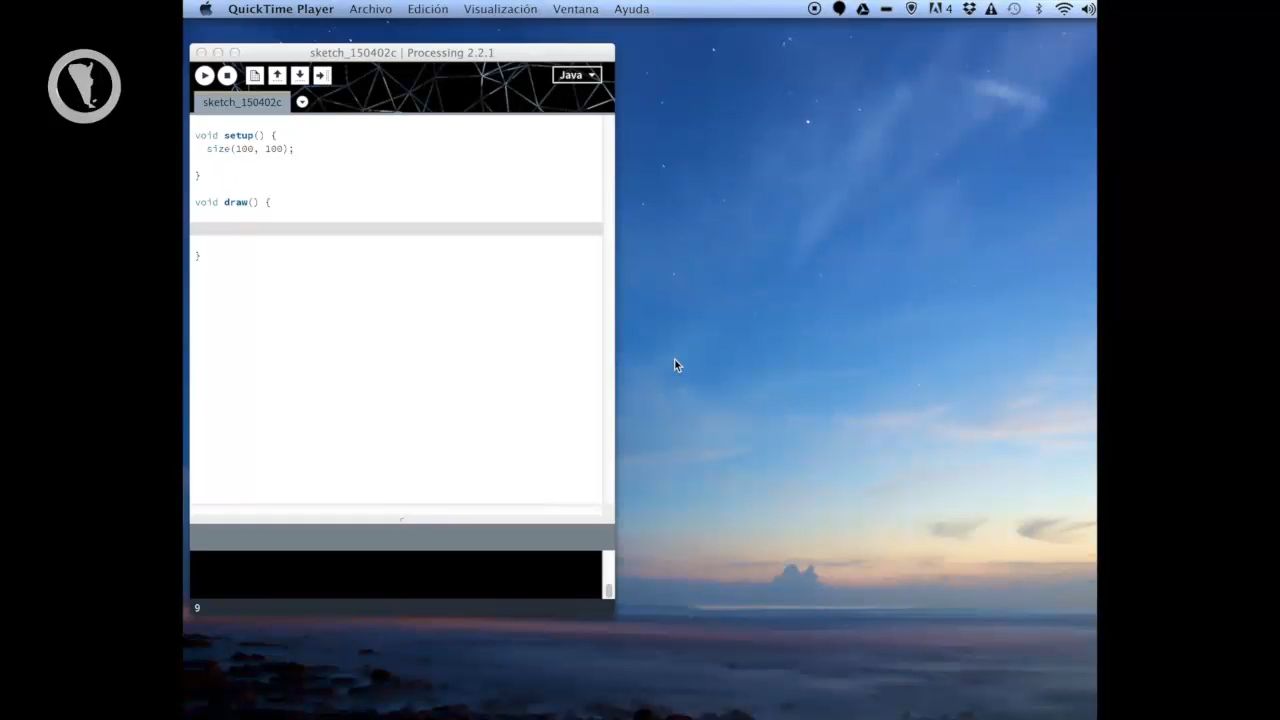 QuickTime Player Archivo Edición Visualización Ventana Ayuda 4
sketch_150402c | Processing 2.2.1
Java
sketch_150402c
void setup() {
size(100, 100);
}
void draw() {
}
9